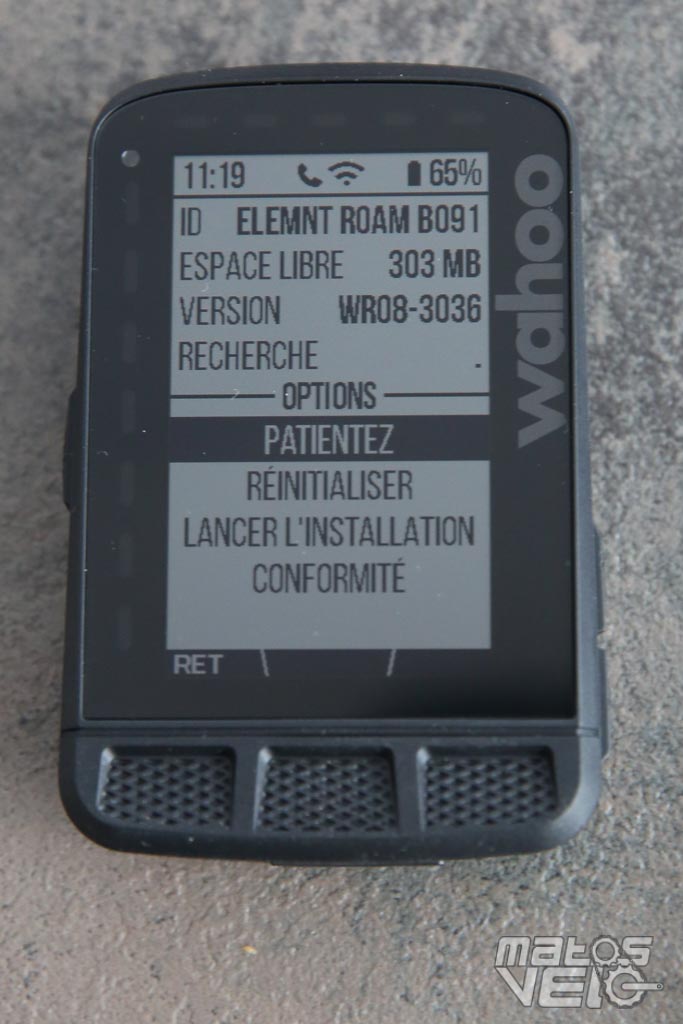 11:19 65%
ID ELEMNT ROAM B091
ESPACE LIBRE 303 MB
VERSION WR08-3036
RECHERCHE .
OPTIONS
PATIENTEZ
RÉINITIALISER
LANCER L'INSTALLATION
CONFORMITÉ
RET
wahoo
matos
velo